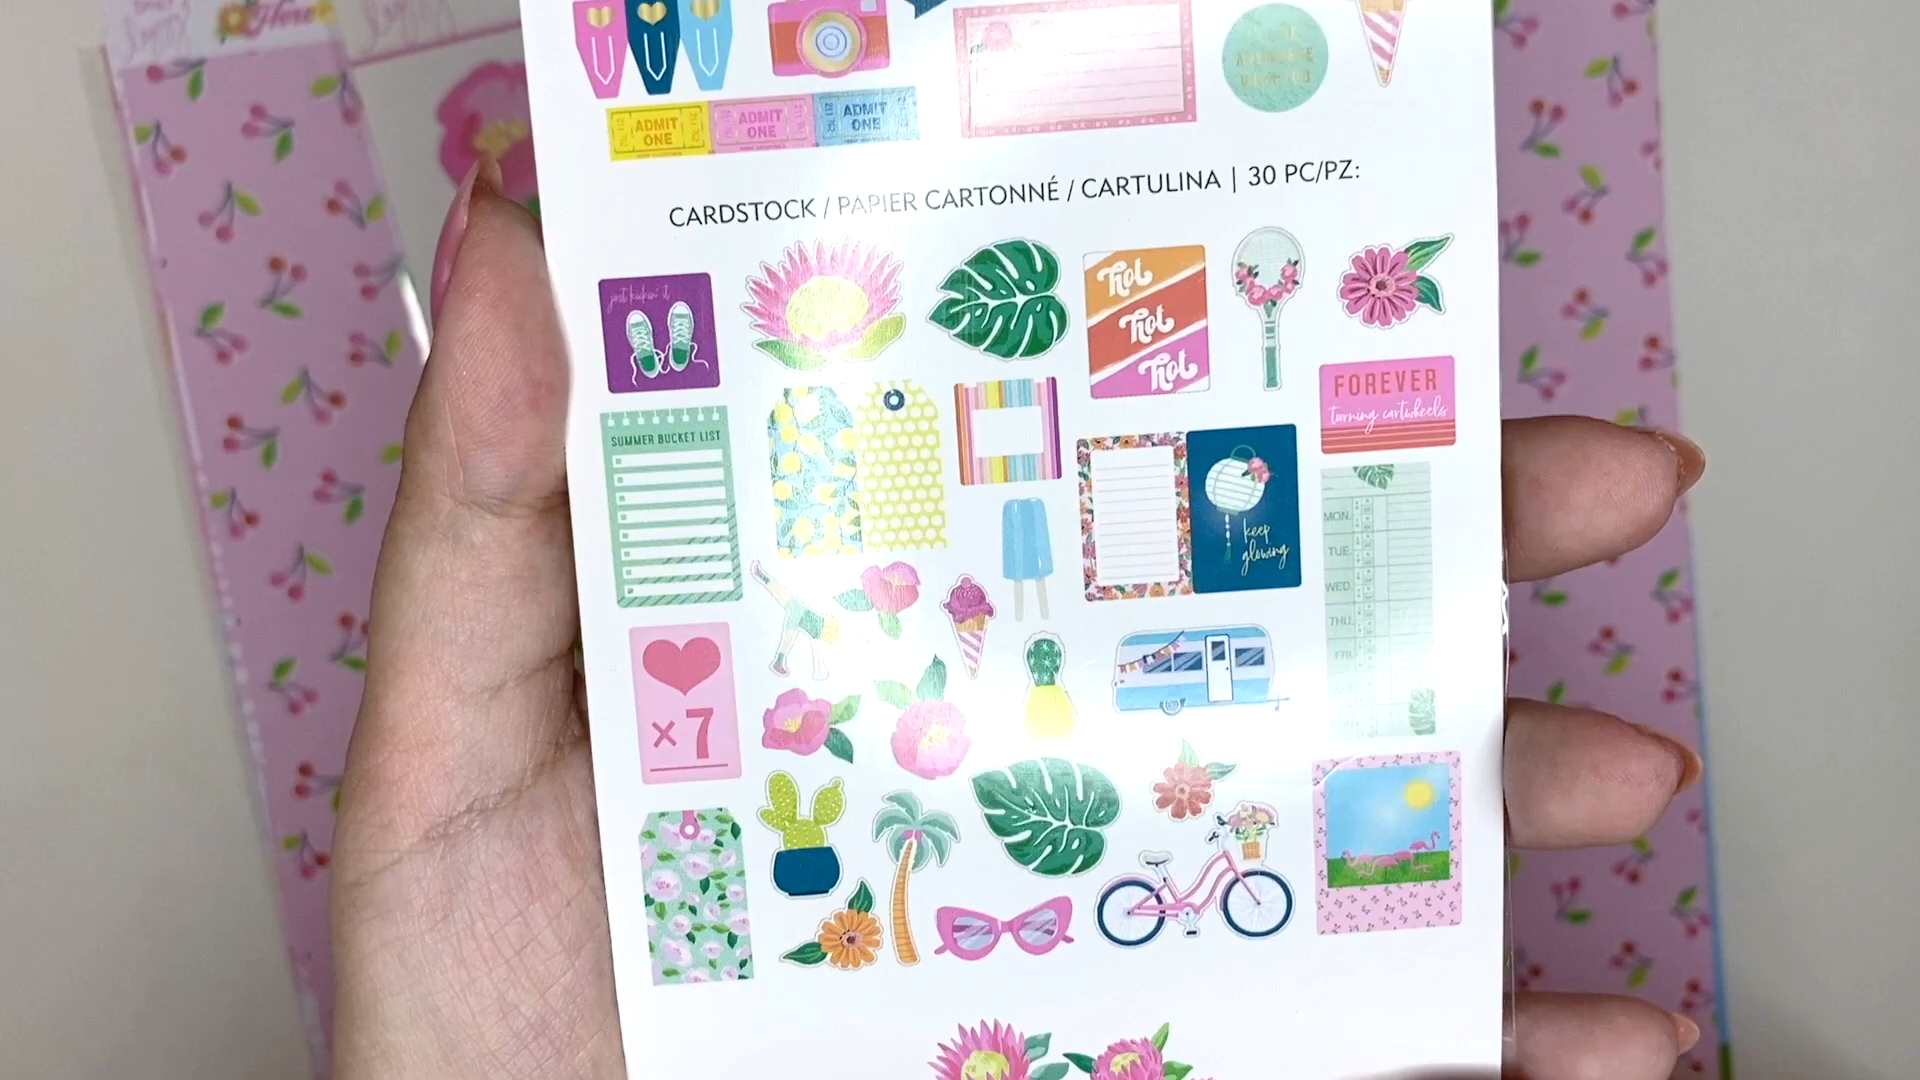 Here
ADMIT ONE
ADMIT ONE
ADMIT ONE
CARDSTOCK / PAPIER CARTONNÉ / CARTULINA | 30 PC/PZ:
just kickin' it
hot
hot
hot
FOREVER
turning cartwheels
SUMMER BUCKET LIST
keep
glowing
MON.
TUE.
WED.
THU.
FRI.
x 7